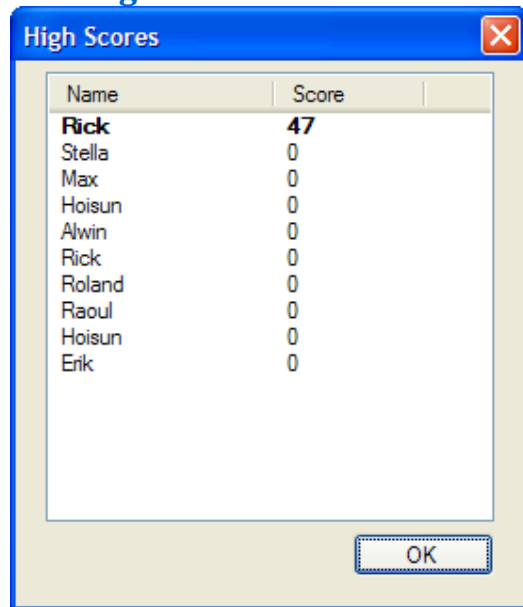 High Scores
Name Score
Rick 47
Stella 0
Max 0
Hoisun 0
Alwin 0
Rick 0
Roland 0
Raoul 0
Hoisun 0
Erik 0
OK